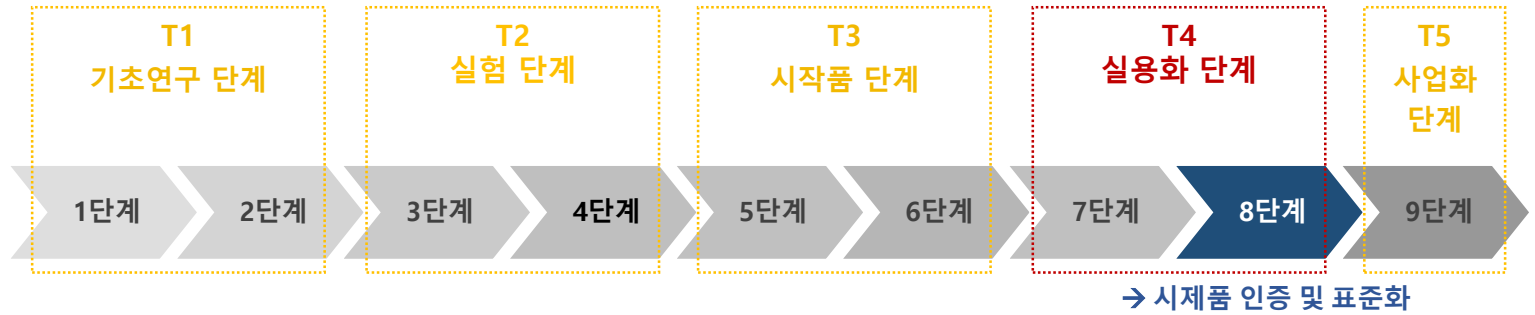 T1
기초연구 단계
T2
실험 단계
T3
시작품 단계
T4
실용화 단계
T5
사업화
단계
1단계
2단계
3단계
4단계
5단계
6단계
7단계
8단계
9단계
→ 시제품 인증 및 표준화